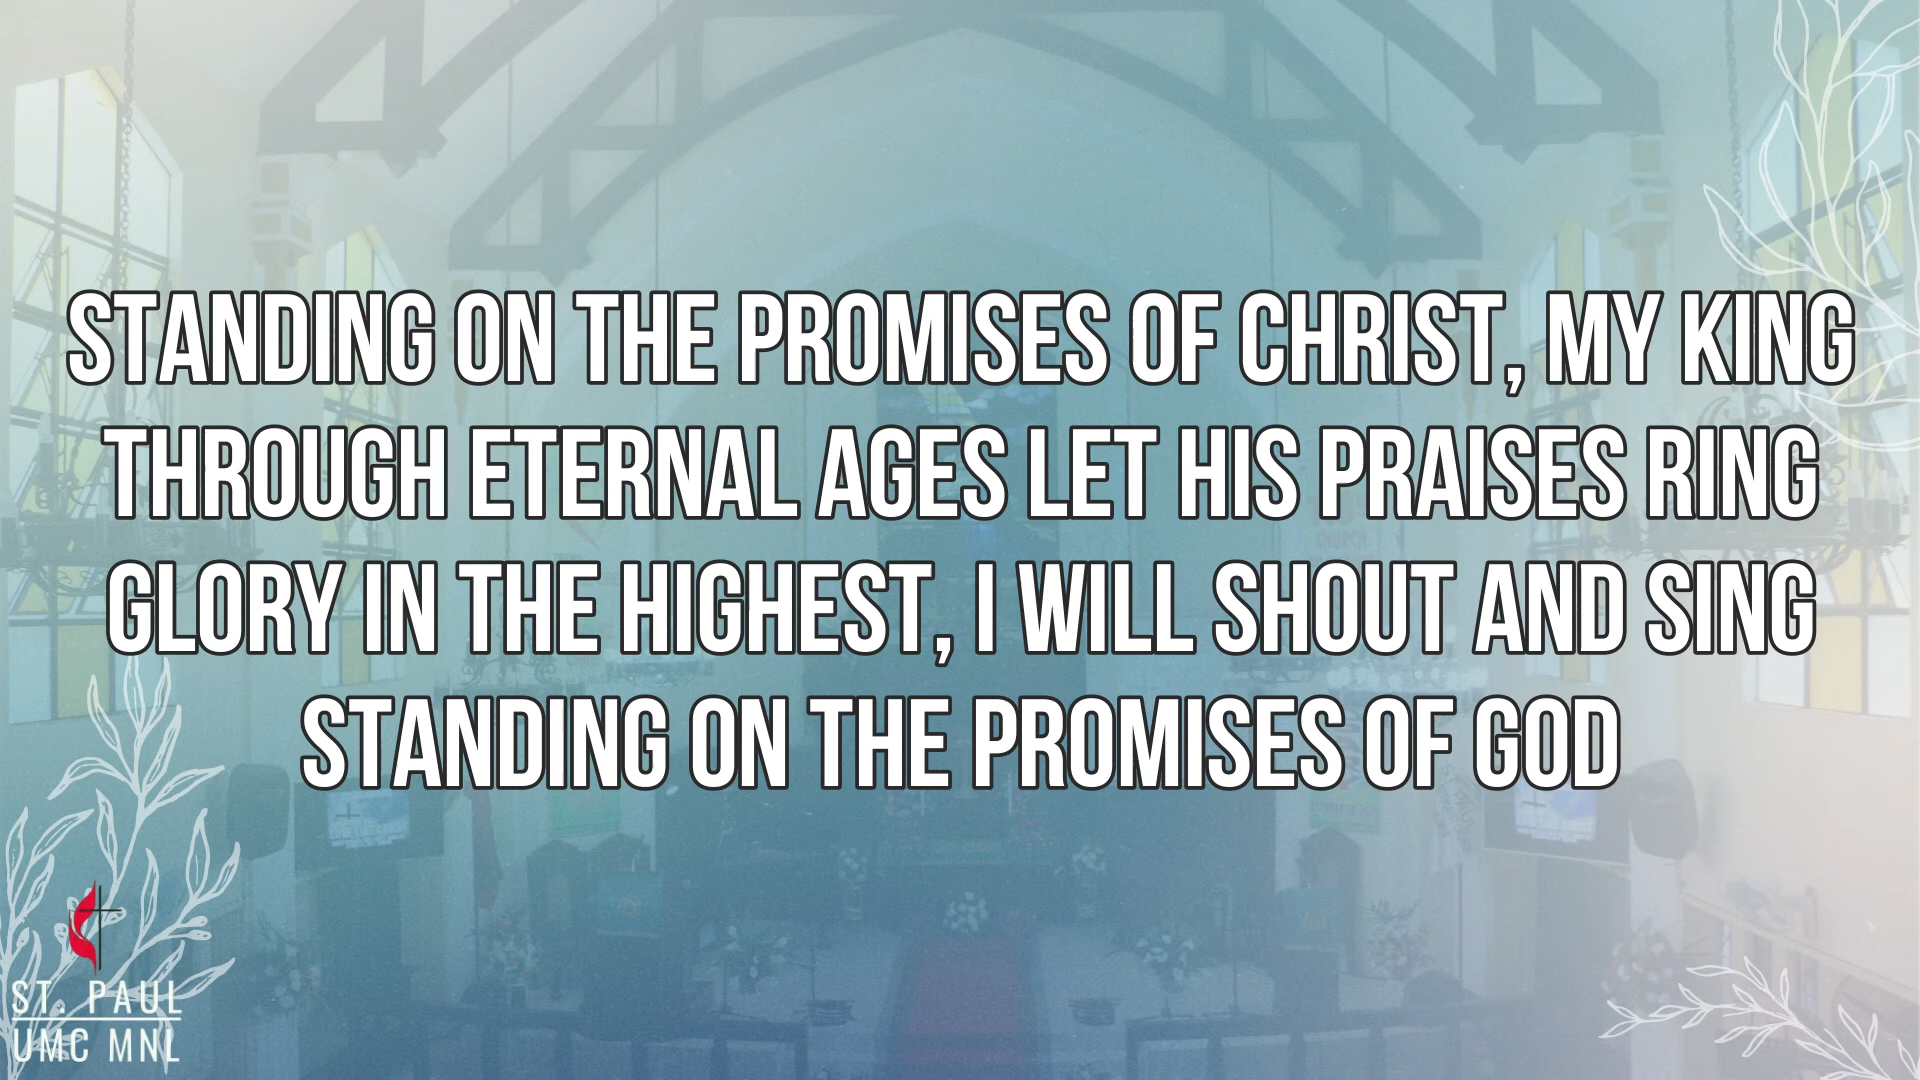 STANDING ON THE PROMISES OF CHRIST, MY KING
THROUGH ETERNAL AGES LET HIS PRAISES RING
GLORY IN THE HIGHEST, I WILL SHOUT AND SING
STANDING ON THE PROMISES OF GOD
ST. PAUL
UMC MNL